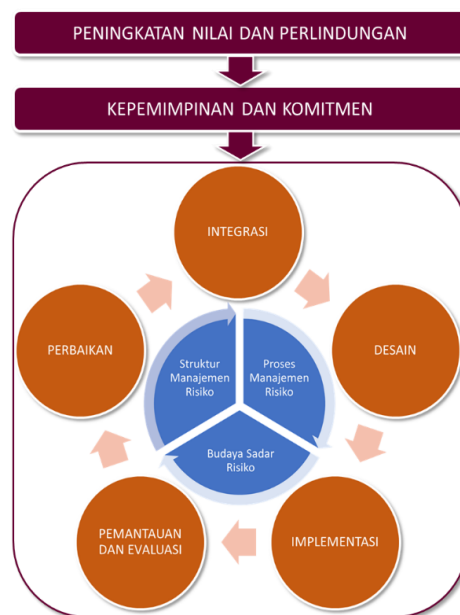 PENINGKATAN NILAI DAN PERLINDUNGAN
KEPEMIMPINAN DAN KOMITMEN
INTEGRASI
PERBAIKAN
DESAIN
Struktur
Manajemen
Risiko
Proses
Manajemen
Risiko
Budaya Sadar
Risiko
PEMANTAUAN
DAN EVALUASI
IMPLEMENTASI